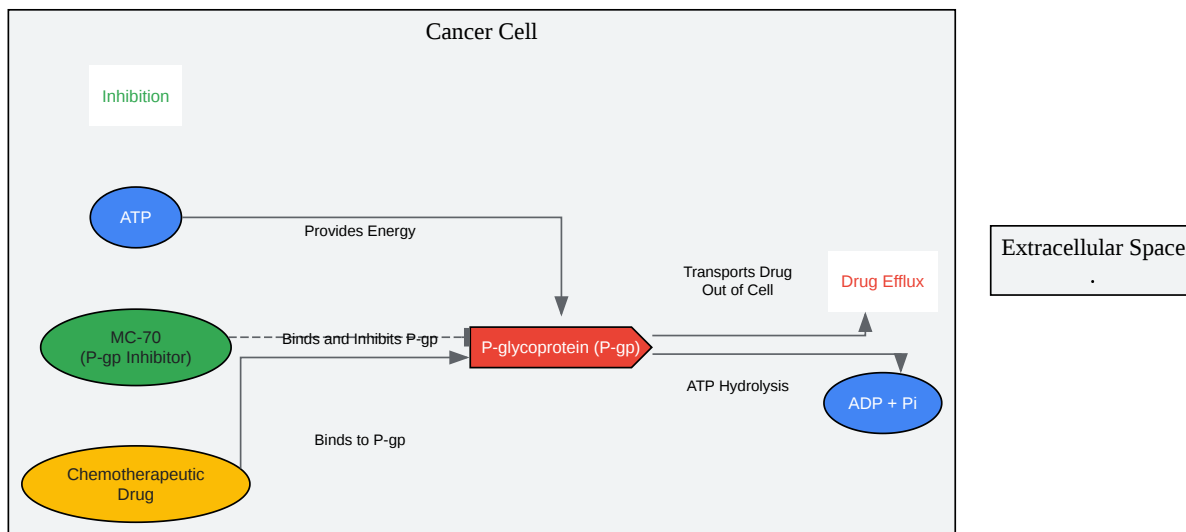 Cancer Cell
Inhibition
ATP
Provides Energy
Extracellular Space
.
Transports Drug
Out of Cell
Drug Efflux
MC-70
(P-gp Inhibitor)
Binds and Inhibits P-gp
P-glycoprotein (P-gp)
ATP Hydrolysis
ADP + Pi
Binds to P-gp
Chemotherapeutic
Drug